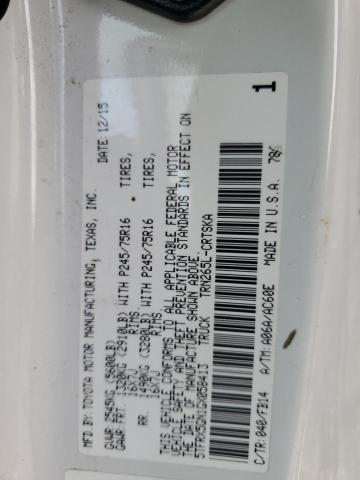 MFD. BY: TOYOTA MOTOR MANUFACTURING, TEXAS, INC.
DATE: 12/15
GVWR: 2545KG (5600LB)
GAWR: FRT. 1320KG (2910LB) WITH P245/75R16 TIRES,
16X7J RIMS
RR. 1490KG (3280LB) WITH P245/75R16 TIRES,
16X7J RIMS
THIS VEHICLE CONFORMS TO ALL APPLICABLE FEDERAL MOTOR
VEHICLE SAFETY AND THEFT PREVENTION STANDARDS IN EFFECT ON
THE DATE OF MANUFACTURE SHOWN ABOVE.
5TFRX5GN1GX058413 TRUCK TRN265L-CRTSKA
C/TR: 040/FB14 A/TM: A06A/AC60E MADE IN U.S.A.
1